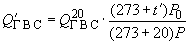 Q′ГВС = Q²⁰ГВС · (273 + t′)P₀ / (273 + 20)P